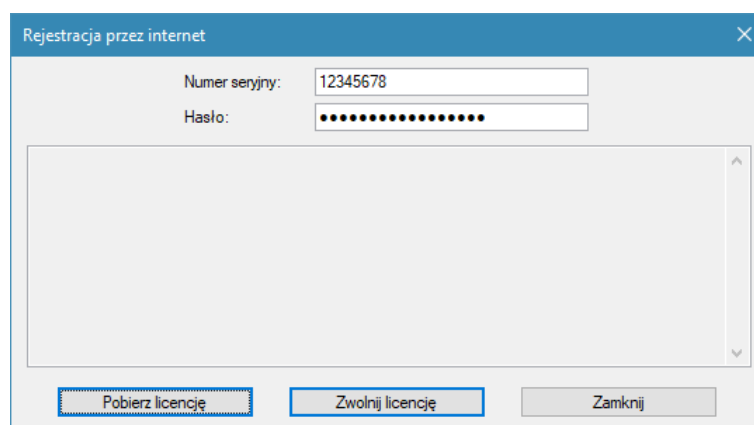 Rejestracja przez internet
Numer seryjny: 12345678
Hasło: •••••••••••••••••
Pobierz licencję Zwolnij licencję Zamknij